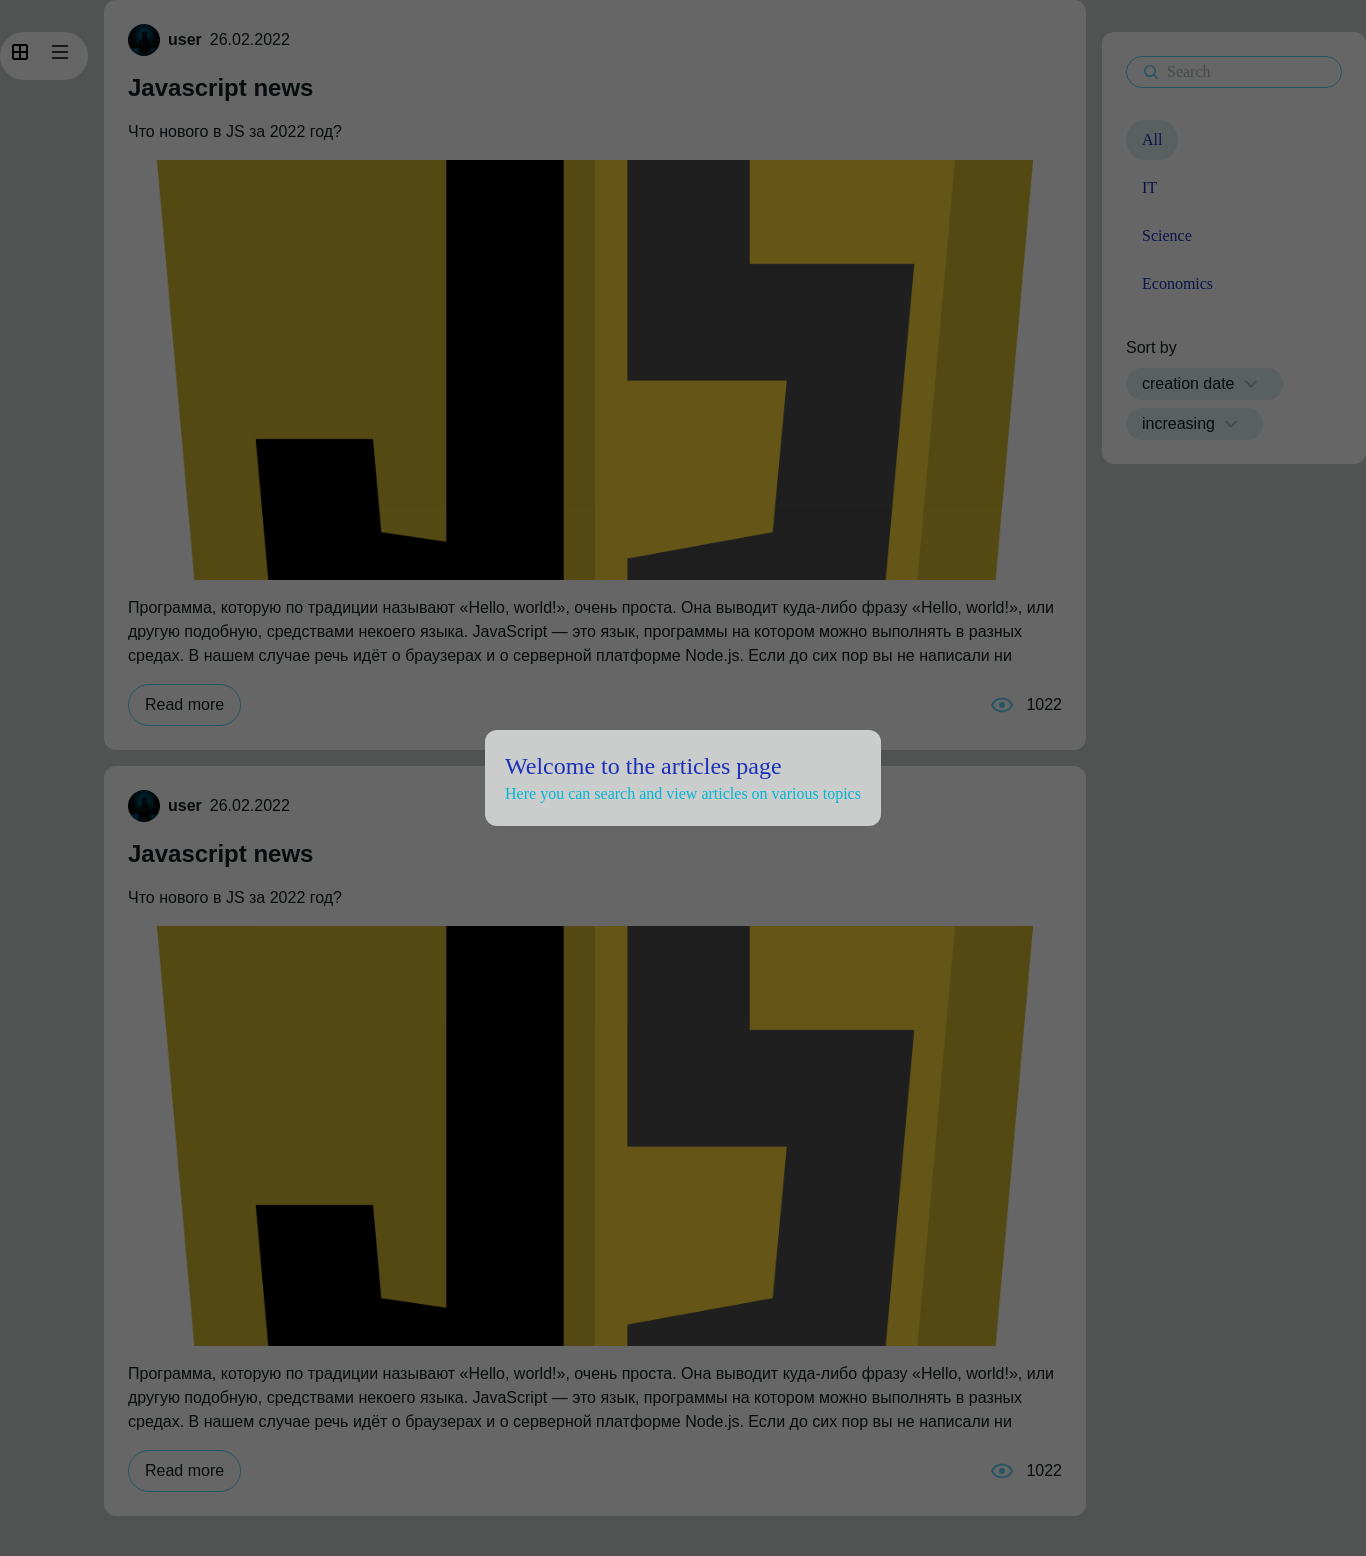 user 26.02.2022
Javascript news
Что нового в JS за 2022 год?
JS
Программа, которую по традиции называют «Hello, world!», очень проста. Она выводит куда-либо фразу «Hello, world!», или
другую подобную, средствами некоего языка. JavaScript — это язык, программы на котором можно выполнять в разных
средах. В нашем случае речь идёт о браузерах и о серверной платформе Node.js. Если до сих пор вы не написали ни
Read more
1022
Search
All
IT
Science
Economics
Sort by
creation date
increasing
Welcome to the articles page
Here you can search and view articles on various topics
user 26.02.2022
Javascript news
Что нового в JS за 2022 год?
JS
Программа, которую по традиции называют «Hello, world!», очень проста. Она выводит куда-либо фразу «Hello, world!», или
другую подобную, средствами некоего языка. JavaScript — это язык, программы на котором можно выполнять в разных
средах. В нашем случае речь идёт о браузерах и о серверной платформе Node.js. Если до сих пор вы не написали ни
Read more
1022